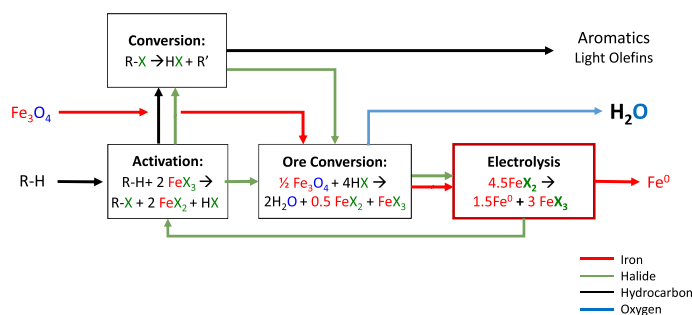 Conversion:
R-X → HX + R’
Aromatics
Light Olefins
Fe3O4
H2O
R-H
Activation:
R-H+ 2 FeX3 →
R-X + 2 FeX2 + HX
Ore Conversion:
½ Fe3O4 + 4HX →
2H2O + 0.5 FeX2 + FeX3
Electrolysis
4.5FeX2 →
1.5Fe0 + 3 FeX3
Fe0
Iron
Halide
Hydrocarbon
Oxygen